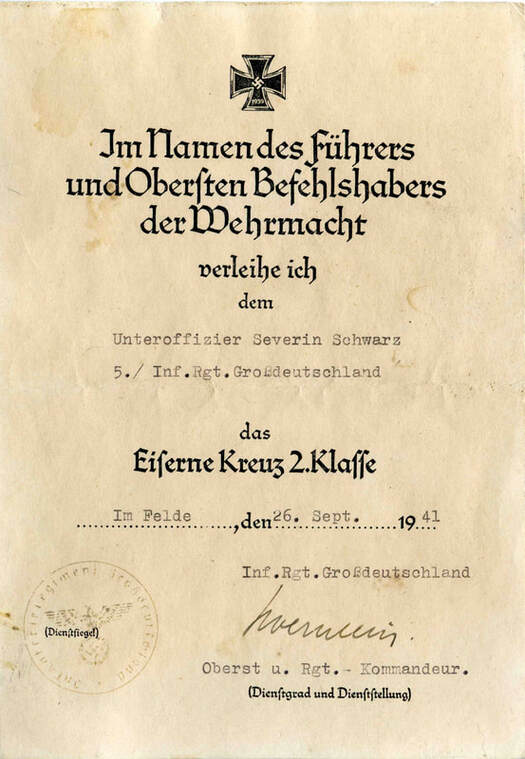 1939
Im Namen des Führers
und Obersten Befehlshabers
der Wehrmacht
verleihe ich
dem
Unteroffizier Severin Schwarz
5./ Inf.Rgt.Großdeutschland
das
Eiserne Kreuz 2.Klasse
Im Felde, den 26. Sept. 1941
Inf.Rgt.Großdeutschland
Infanterieregiment Großdeutschland
(Dienstsiegel)
Oberst u. Rgt.- Kommandeur.
(Dienstgrad und Dienststellung)